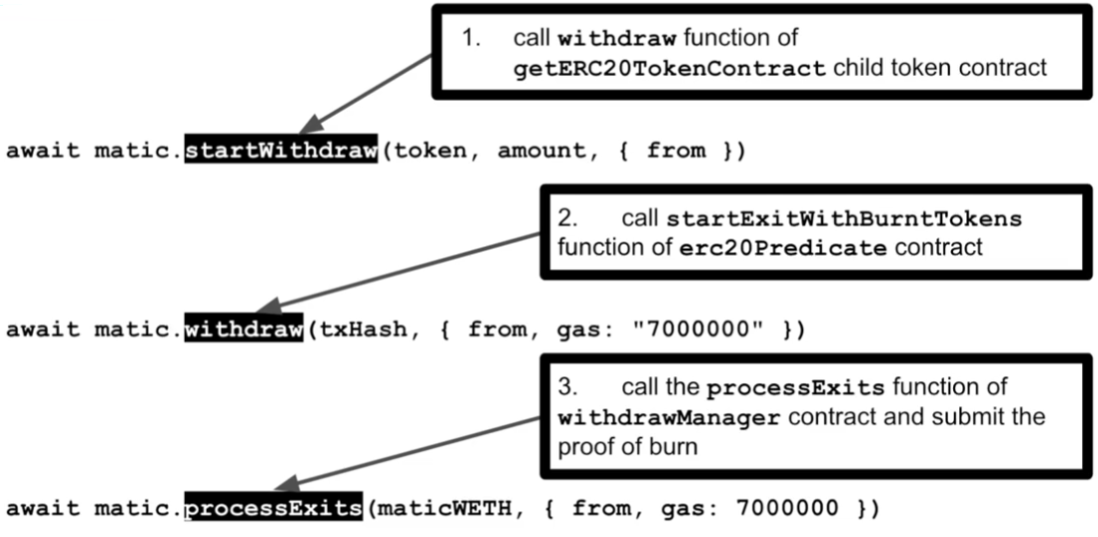 1. call withdraw function of
getERC20TokenContract child token contract
await matic.startWithdraw(token, amount, { from })
2. call startExitWithBurntTokens
function of erc20Predicate contract
await matic.withdraw(txHash, { from, gas: "7000000" })
3. call the processExits function of
withdrawManager contract and submit the
proof of burn
await matic.processExits(maticWETH, { from, gas: 7000000 })